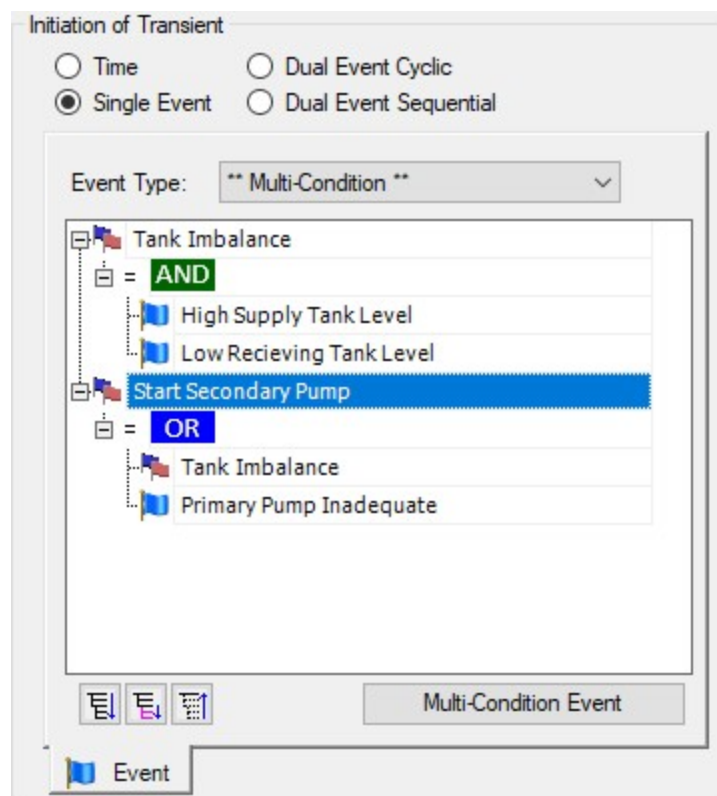 Initiation of Transient
Time Dual Event Cyclic
Single Event Dual Event Sequential
Event Type: ** Multi-Condition **
Tank Imbalance
= AND
High Supply Tank Level
Low Recieving Tank Level
Start Secondary Pump
= OR
Tank Imbalance
Primary Pump Inadequate
Multi-Condition Event
Event